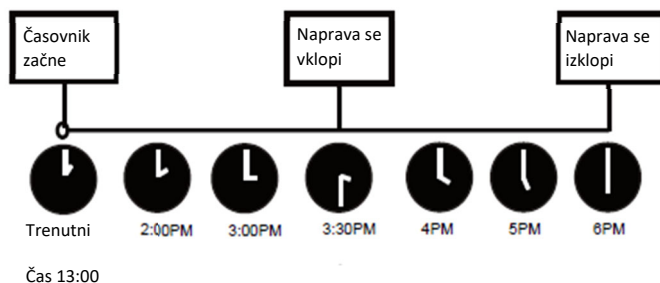 Časovnik
začne
Naprava se
vklopi
Naprava se
izklopi
Trenutni
2:00PM
3:00PM
3:30PM
4PM
5PM
6PM
Čas 13:00